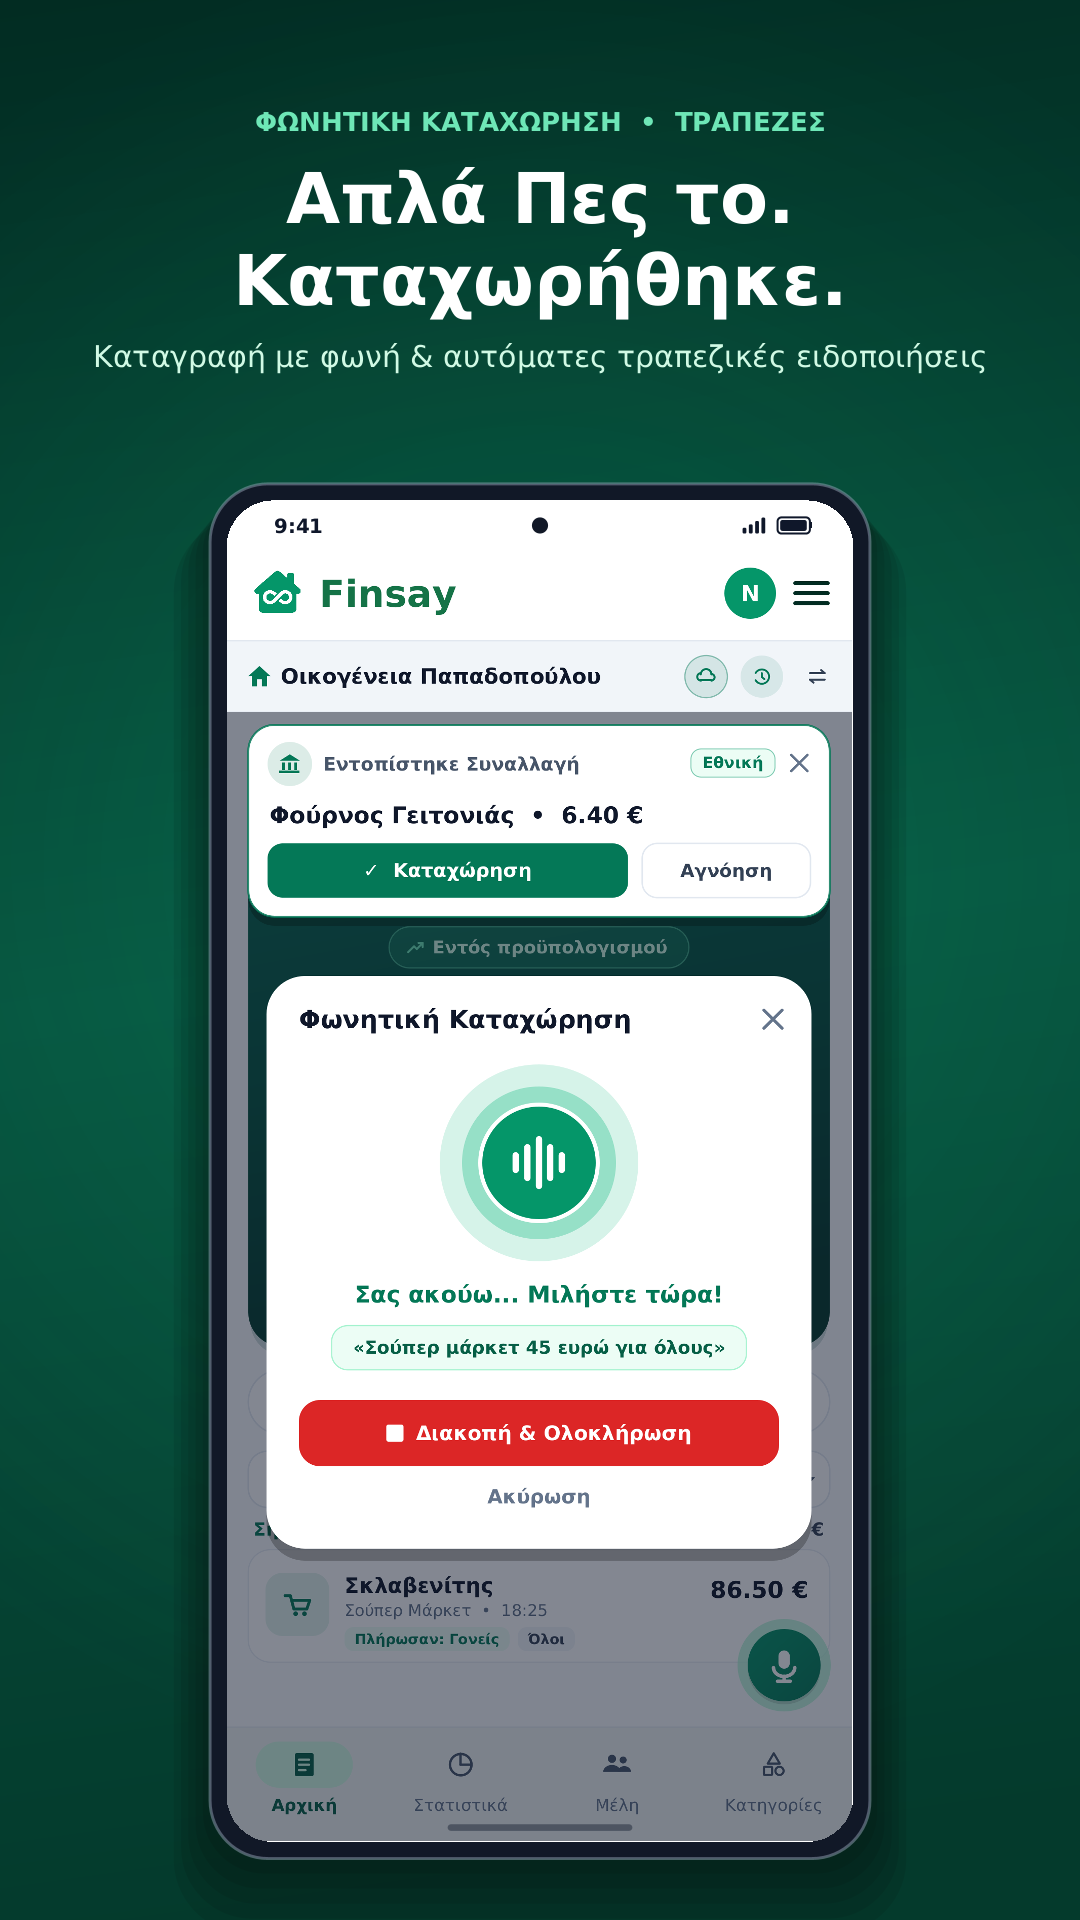 ΦΩΝΗΤΙΚΗ ΚΑΤΑΧΩΡΗΣΗ • ΤΡΑΠΕΖΕΣ
Απλά Πες το.
Καταχωρήθηκε.
Καταγραφή με φωνή & αυτόματες τραπεζικές ειδοποιήσεις
9:41
Finsay
N
Οικογένεια Παπαδοπούλου
Εντοπίστηκε Συναλλαγή
Εθνική
Φούρνος Γειτονιάς • 6.40 €
✓ Καταχώρηση
Αγνόηση
Εντός προϋπολογισμού
Φωνητική Καταχώρηση
Σας ακούω... Μιλήστε τώρα!
«Σούπερ μάρκετ 45 ευρώ για όλους»
Διακοπή & Ολοκλήρωση
Ακύρωση
€
Σκλαβενίτης
86.50 €
Σούπερ Μάρκετ • 18:25
Πλήρωσαν: Γονείς
Όλοι
Αρχική
Στατιστικά
Μέλη
Κατηγορίες